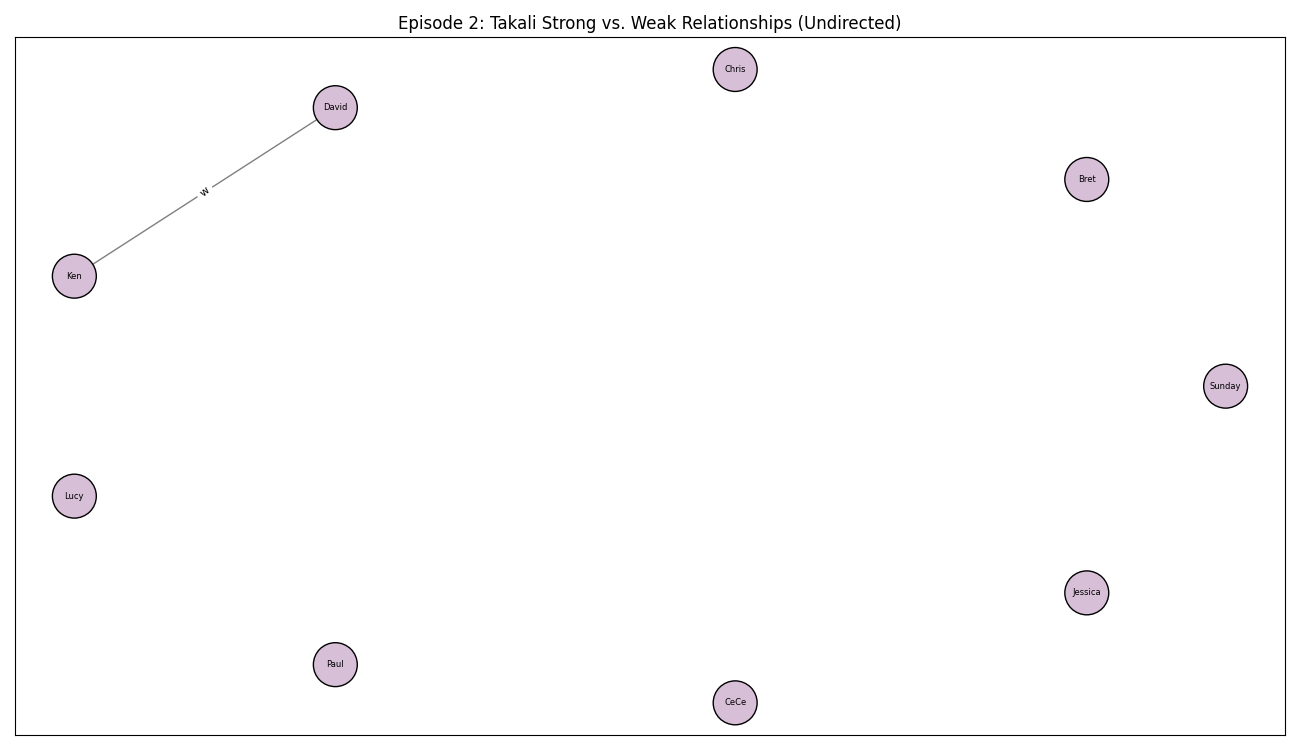 Episode 2: Takali Strong vs. Weak Relationships (Undirected)
Chris
David
Bret
w
Ken
Sunday
Lucy
Jessica
Paul
CeCe